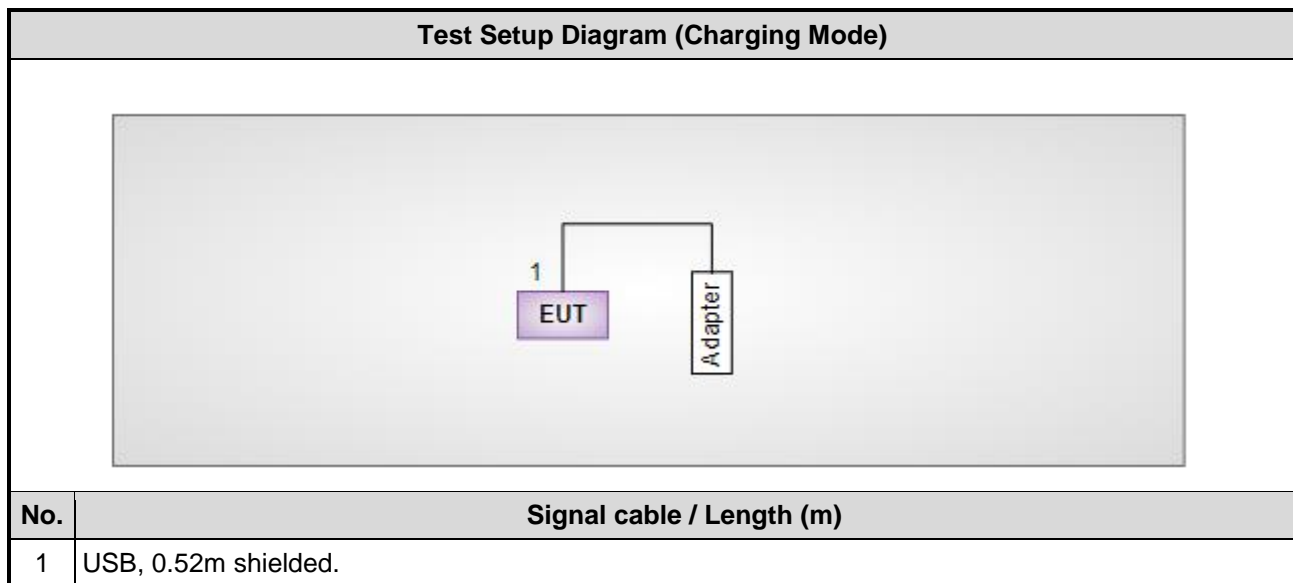 Test Setup Diagram (Charging Mode)
1
EUT
Adapter
No. Signal cable / Length (m)
1 USB, 0.52m shielded.